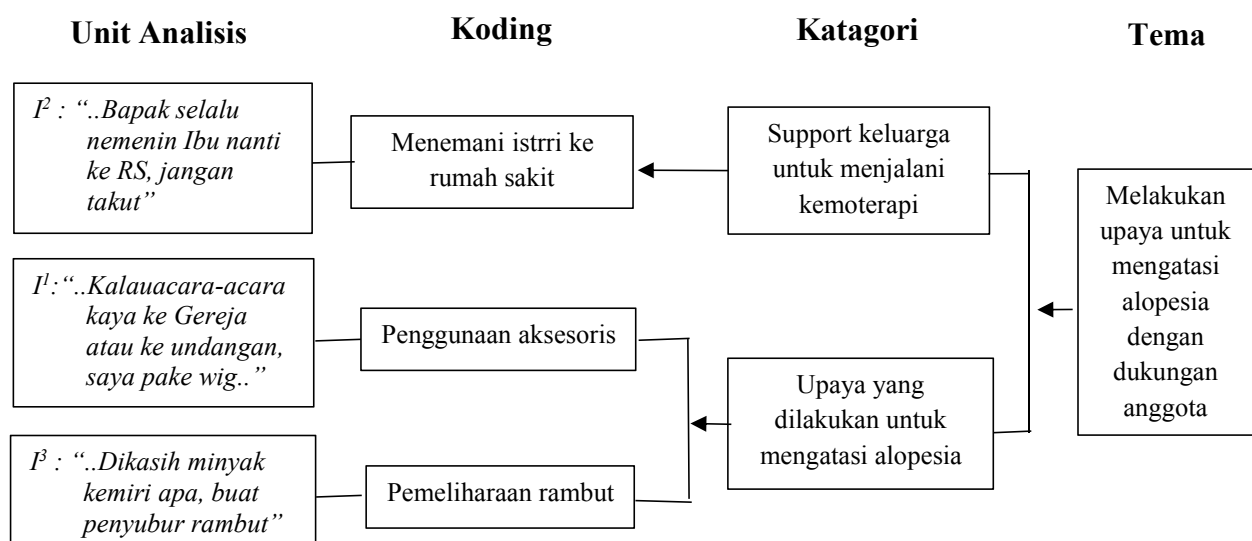 Unit Analisis
Koding
Katagori
Tema
I² : “..Bapak selalu
nemenin Ibu nanti
ke RS, jangan
takut”
Menemani istrri ke
rumah sakit
Support keluarga
untuk menjalani
kemoterapi
Melakukan
upaya untuk
mengatasi
alopesia
dengan
dukungan
anggota
I¹:“..Kalauacara-acara
kaya ke Gereja
atau ke undangan,
saya pake wig..”
Penggunaan aksesoris
Upaya yang
dilakukan untuk
mengatasi alopesia
I³ : “..Dikasih minyak
kemiri apa, buat
penyubur rambut”
Pemeliharaan rambut